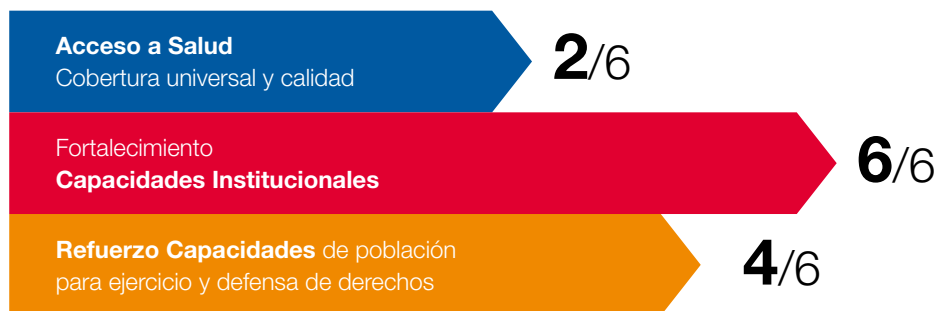 Acceso a Salud
Cobertura universal y calidad
2/6
Fortalecimiento
Capacidades Institucionales
6/6
Refuerzo Capacidades de población
para ejercicio y defensa de derechos
4/6